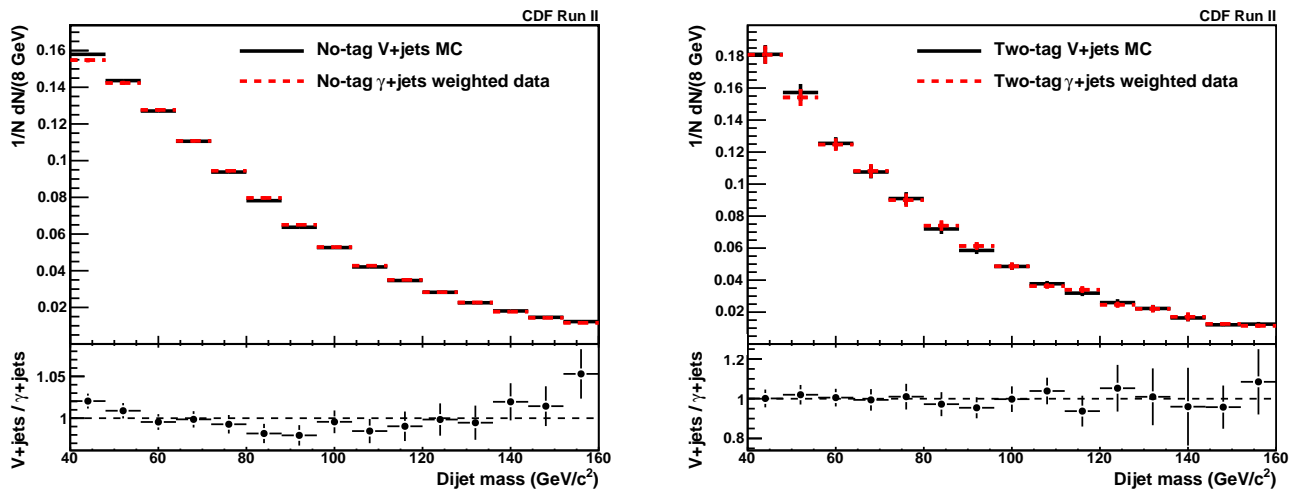 CDF Run II
1/N dN/(8 GeV)
0.16
0.14
0.12
0.1
0.08
0.06
0.04
0.02
No-tag V+jets MC
No-tag γ+jets weighted data
V+jets / γ+jets
1.05
1
40 60 80 100 120 140 160
Dijet mass (GeV/c²)
CDF Run II
1/N dN/(8 GeV)
0.18
0.16
0.14
0.12
0.1
0.08
0.06
0.04
0.02
Two-tag V+jets MC
Two-tag γ+jets weighted data
V+jets / γ+jets
1.2
1
0.8
40 60 80 100 120 140 160
Dijet mass (GeV/c²)